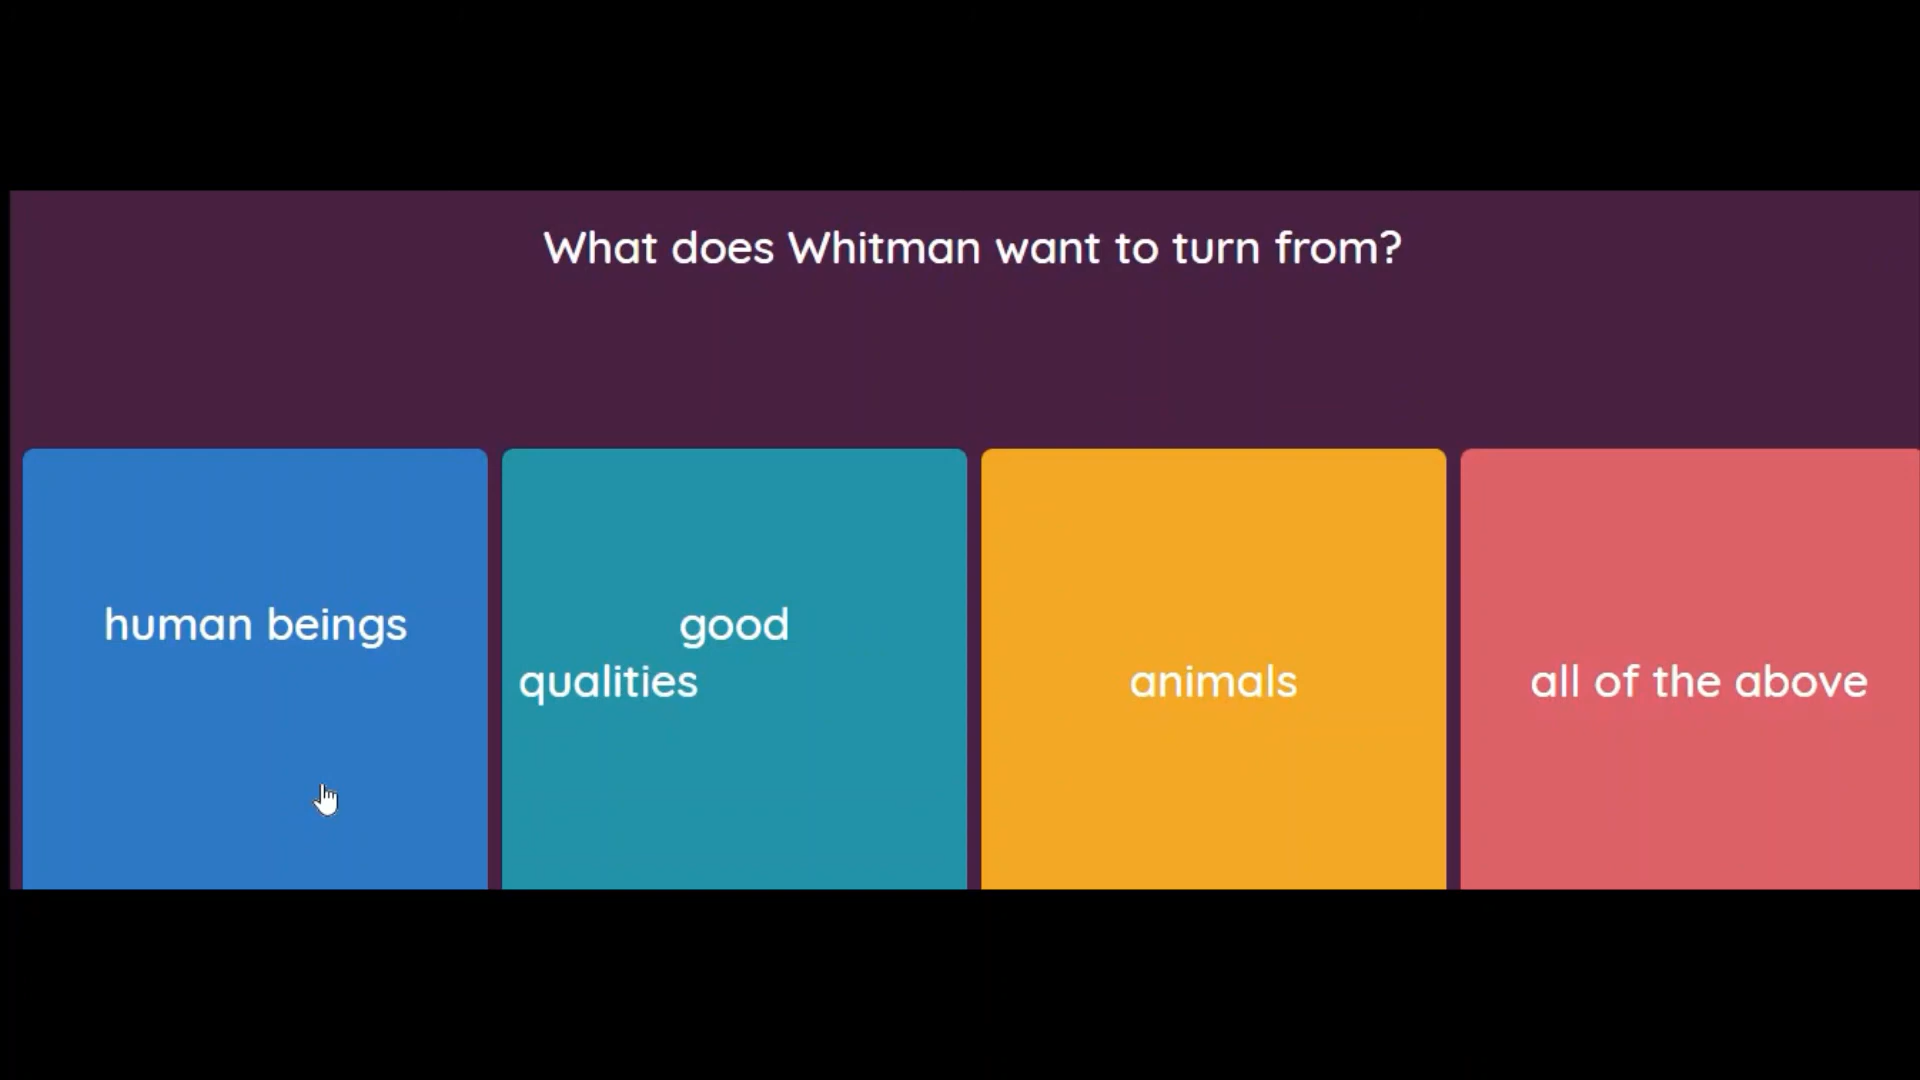 What does Whitman want to turn from?
human beings
good
qualities
animals
all of the above